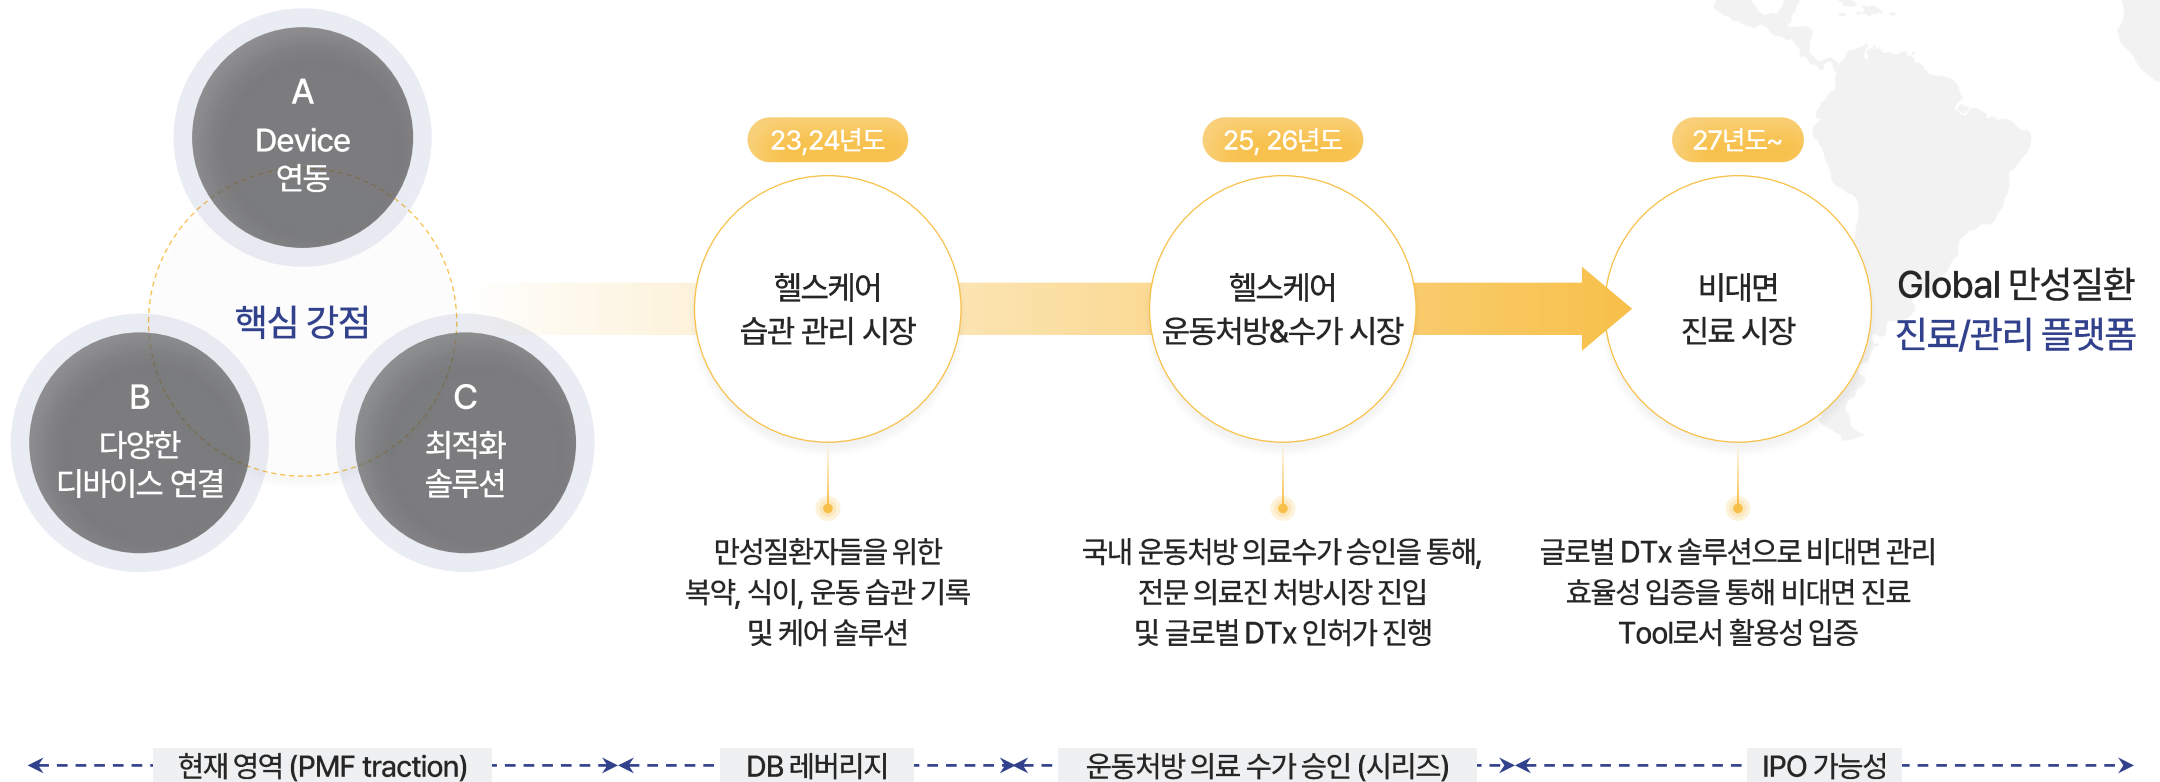 A
Device
연동
핵심 강점
B
다양한
디바이스 연결
C
최적화
솔루션
23,24년도
헬스케어
습관 관리 시장
만성질환자들을 위한
복약, 식이, 운동 습관 기록
및 케어 솔루션
25, 26년도
헬스케어
운동처방&수가 시장
국내 운동처방 의료수가 승인을 통해,
전문 의료진 처방시장 진입
및 글로벌 DTx 인허가 진행
27년도~
비대면
진료 시장
글로벌 DTx 솔루션으로 비대면 관리
효율성 입증을 통해 비대면 진료
Tool로서 활용성 입증
Global 만성질환
진료/관리 플랫폼
현재 영역 (PMF traction)
DB 레버리지
운동처방 의료 수가 승인 (시리즈)
IPO 가능성